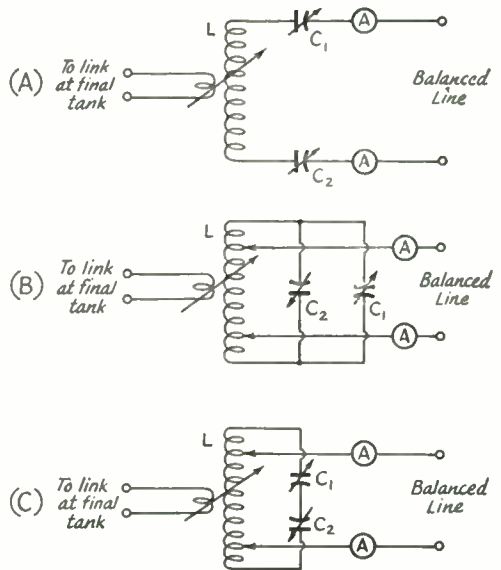 (A)
To link
at final
tank
L
C₁
A
C₂
A
Balanced
Line
(B)
To link
at final
tank
L
C₂
C₁
A
A
Balanced
Line
(C)
To link
at final
tank
L
C₁
C₂
A
A
Balanced
Line